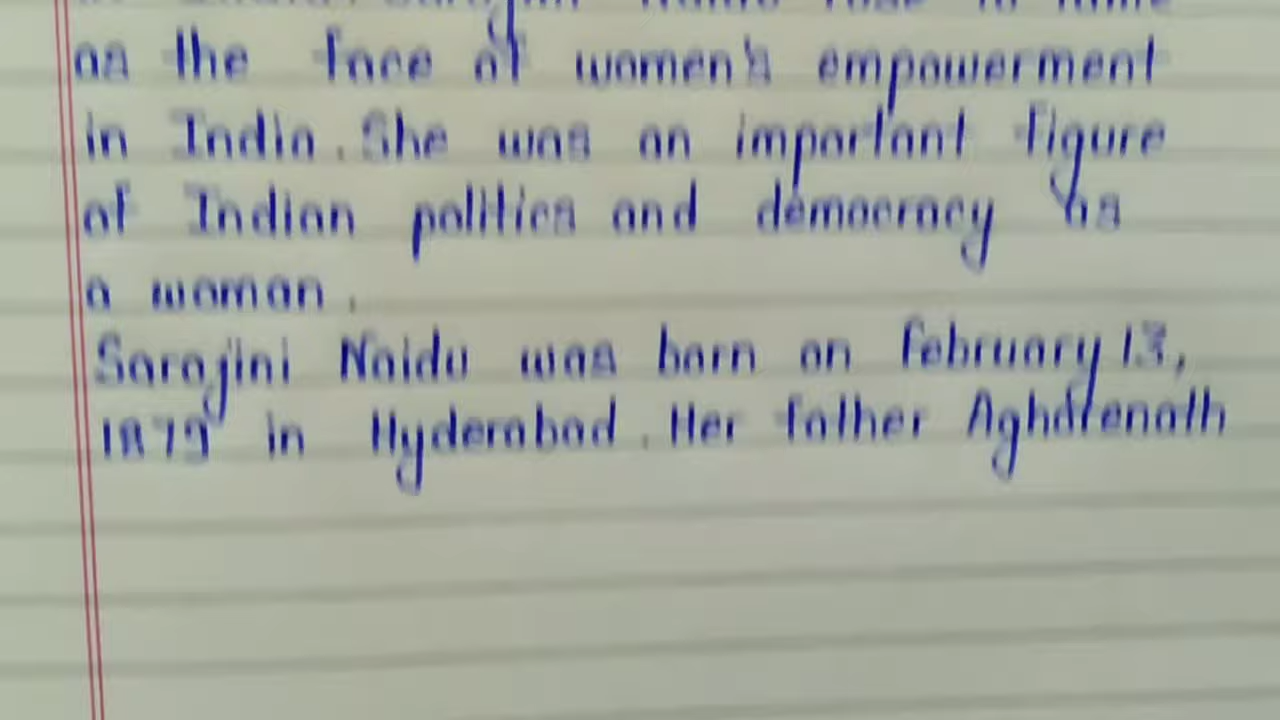 as the face of women's empowerment
in India. She was an important figure
of Indian politics and democracy as
a woman.
Sarojini Naidu was born on February 13,
1879 in Hyderabad. Her father Aghorenath